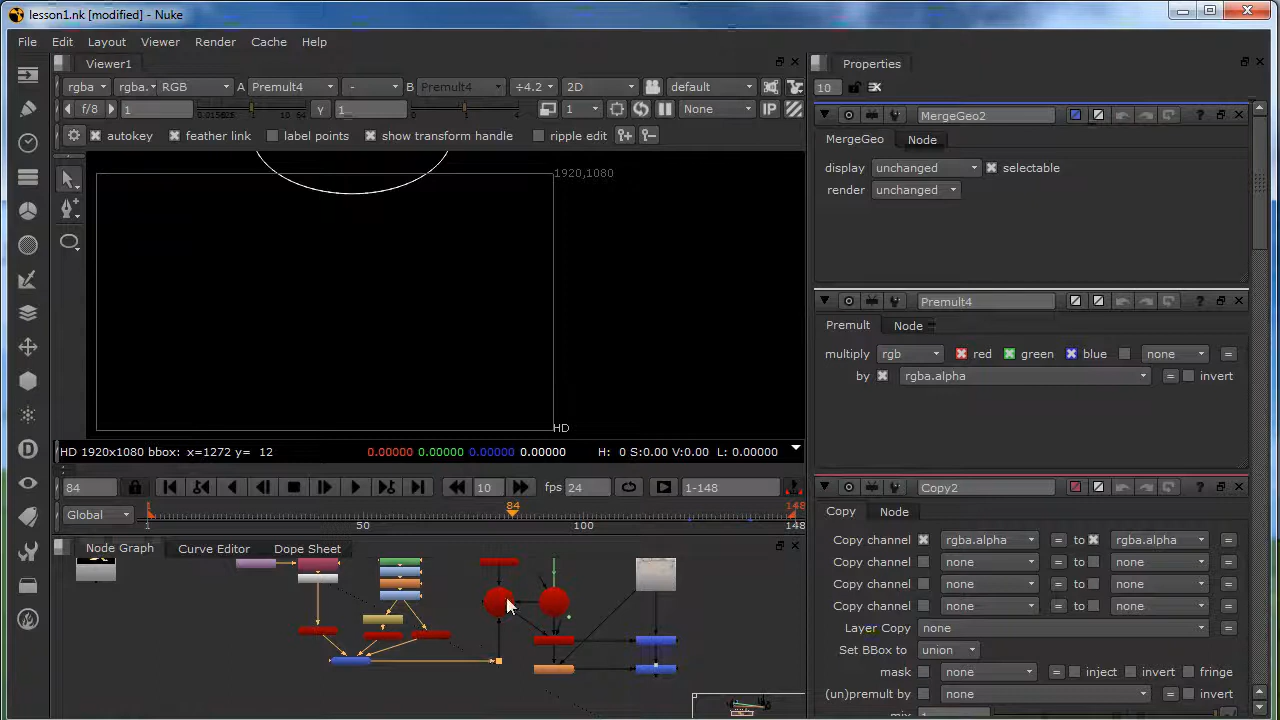 lesson1.nk [modified] - Nuke
File Edit Layout Viewer Render Cache Help
Viewer1
rgba rgba. RGB A Premult4 - B Premult4 ÷4.2 2D default
f/8 1 Y 1 1 None IP
autokey feather link label points show transform handle ripple edit
1920,1080
HD
HD 1920x1080 bbox: x=1272 y= 12 0.00000 0.00000 0.00000 0.00000 H: 0 S:0.00 V:0.00 L: 0.00000
84 10 fps 24 1-148
Global 1 50 84 100 148
1 148
Node Graph Curve Editor Dope Sheet
Properties
10
MergeGeo2
MergeGeo Node
display unchanged selectable
render unchanged
Premult4
Premult Node
multiply rgb red green blue none =
by rgba.alpha = invert
Copy2
Copy Node
Copy channel rgba.alpha = to rgba.alpha =
Copy channel none = to none =
Copy channel none = to none =
Copy channel none = to none =
Layer Copy none =
Set BBox to union
mask none = inject invert fringe
(un)premult by none = invert
mix 1